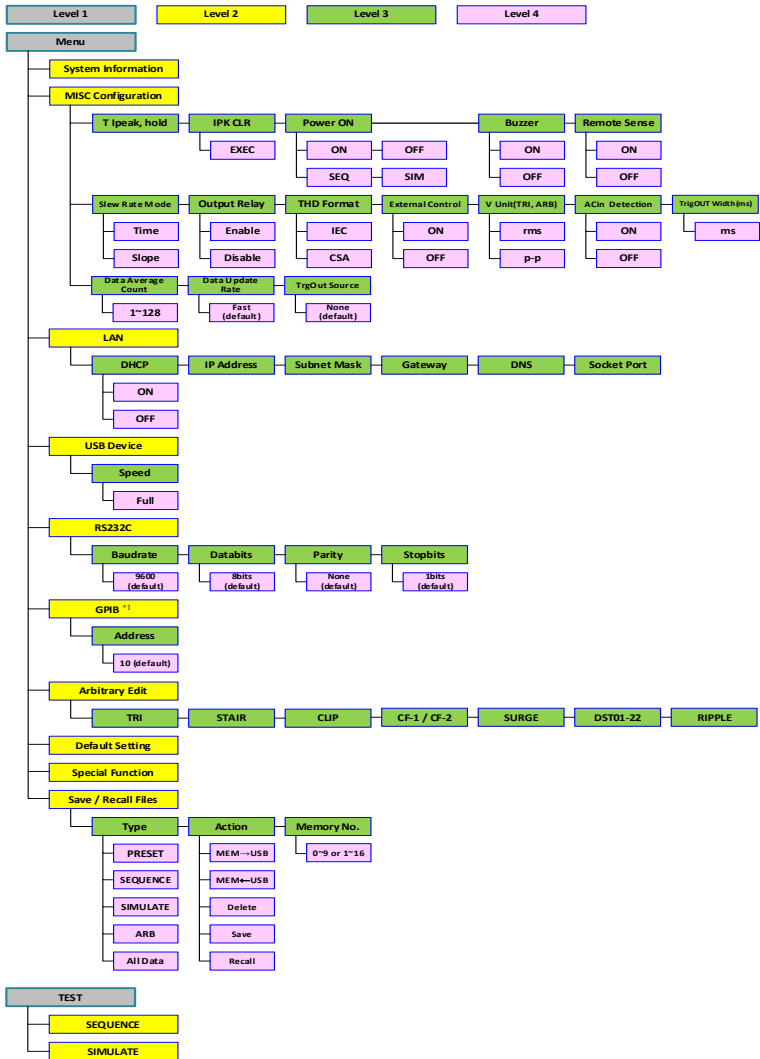 Level 1 Level 2 Level 3 Level 4
Menu
System Information
MISC Configuration
T Ipeak, hold IPK CLR Power ON Buzzer Remote Sense
EXEC ON OFF ON ON
SEQ SIM OFF OFF
Slew Rate Mode Output Relay THD Format External Control V Unit(TRI, ARB) ACin Detection TrigOUT Width(ms)
Time Enable IEC ON rms ON ms
Slope Disable CSA OFF p-p OFF
Data Average Count Data Update Rate TrgOut Source
1~128 Fast (default) None (default)
LAN
DHCP IP Address Subnet Mask Gateway DNS Socket Port
ON
OFF
USB Device
Speed
Full
RS232C
Baudrate Databits Parity Stopbits
9600 (default) 8bits (default) None (default) 1bits (default)
GPIB *1
Address
10 (default)
Arbitrary Edit
TRI STAIR CLIP CF-1 / CF-2 SURGE DST01-22 RIPPLE
Default Setting
Special Function
Save / Recall Files
Type Action Memory No.
PRESET MEM→USB 0~9 or 1~16
SEQUENCE MEM←USB
SIMULATE Delete
ARB Save
All Data Recall
TEST
SEQUENCE
SIMULATE